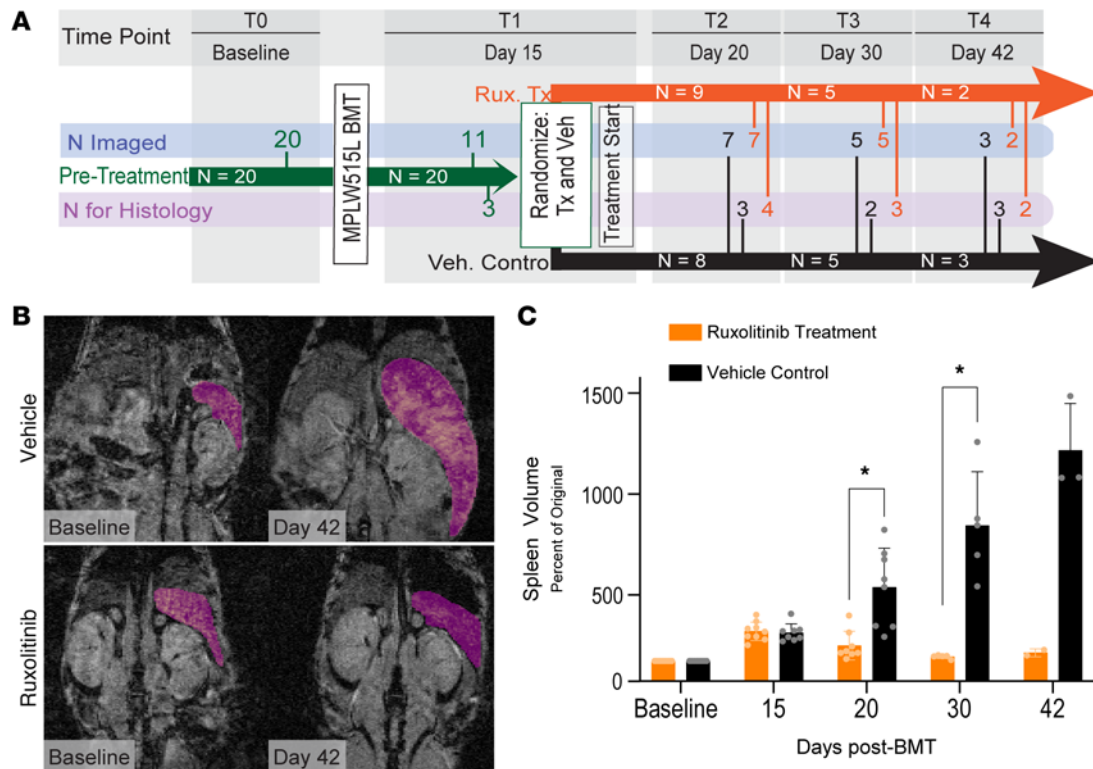 A
Time Point
T0
T1
T2
T3
T4
Baseline
Day 15
Day 20
Day 30
Day 42
Rux. Tx
N = 9
N = 5
N = 2
N Imaged
20
11
7
7
5
5
3
2
Pre-Treatment
N = 20
N = 20
MPLW515L BMT
Randomize:
Tx and Veh
Treatment Start
N for Histology
3
3
4
2
3
3
2
Veh. Control
N = 8
N = 5
N = 3
B
Vehicle
Baseline
Day 42
Ruxolitinib
Baseline
Day 42
C
Ruxolitinib Treatment
Vehicle Control
Spleen Volume
Percent of Original
1500
1000
500
0
*
*
Baseline
15
20
30
42
Days post-BMT